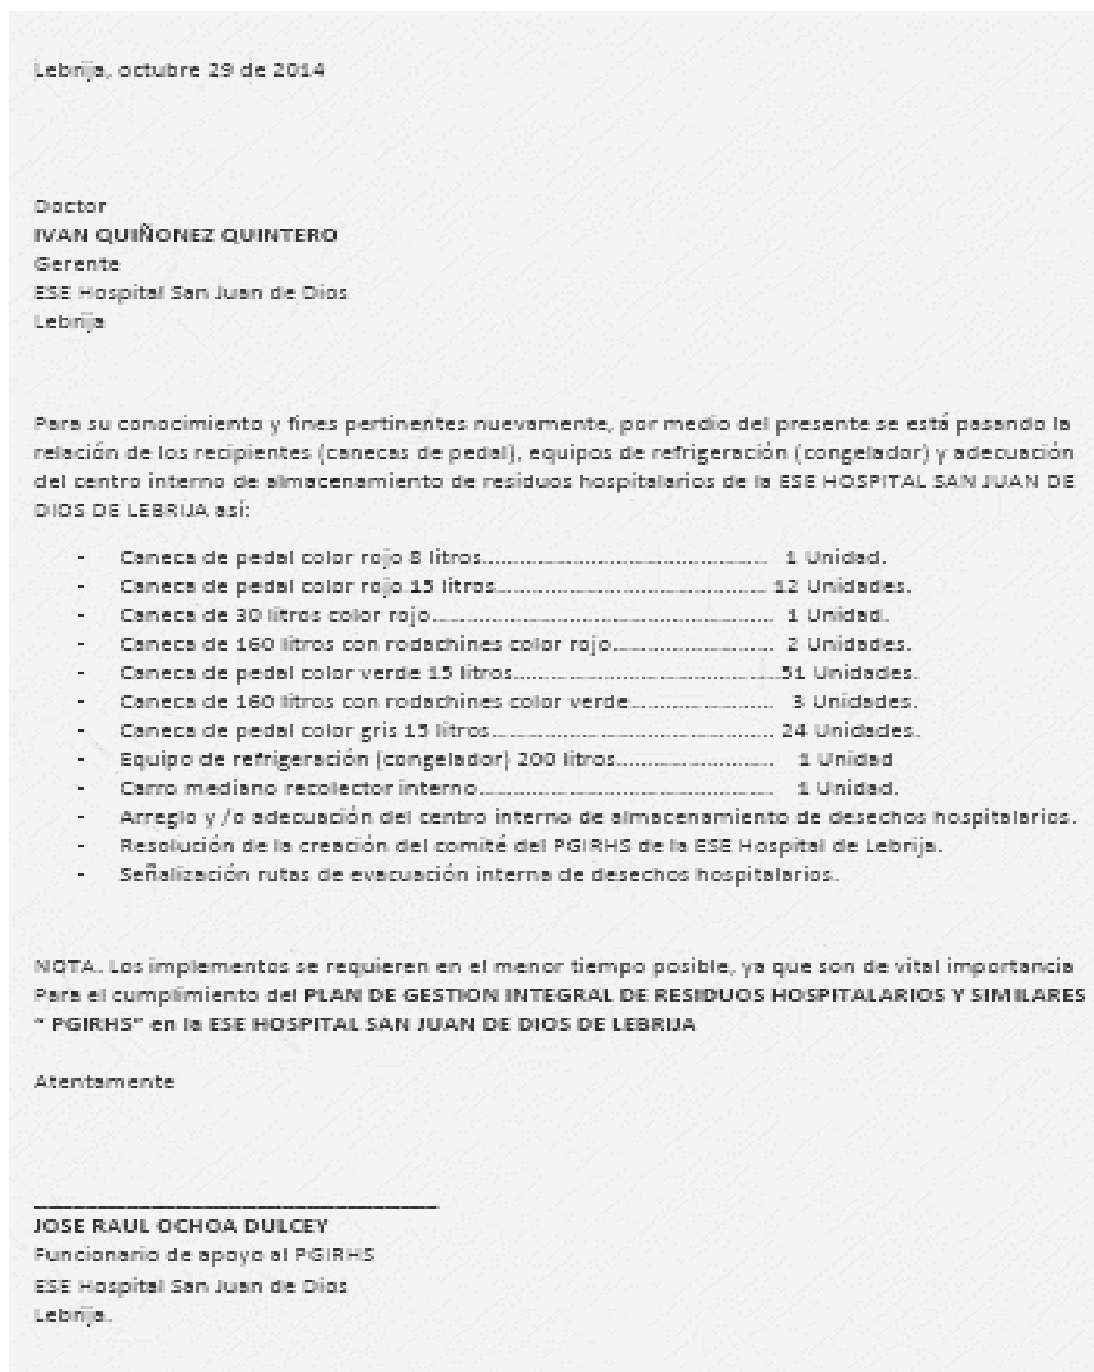 Lebrija, octubre 29 de 2014
Doctor
IVAN QUIÑONEZ QUINTERO
Gerente
ESE Hospital San Juan de Dios
Lebrija
Para su conocimiento y fines pertinentes nuevamente, por medio del presente se está pasando la
relación de los recipientes (canecas de pedal), equipos de refrigeración (congelador) y adecuación
del centro interno de almacenamiento de residuos hospitalarios de la ESE HOSPITAL SAN JUAN DE
DIOS DE LEBRIJA así:
- Caneca de pedal color rojo 8 litros............................................ 1 Unidad.
- Caneca de pedal color rojo 15 litros.......................................... 12 Unidades.
- Caneca de 30 litros color rojo.................................................... 1 Unidad.
- Caneca de 160 litros con rodachines color rojo......................... 2 Unidades.
- Caneca de pedal color verde 15 litros.........................................51 Unidades.
- Caneca de 160 litros con rodachines color verde...................... 3 Unidades.
- Caneca de pedal color gris 15 litros........................................... 24 Unidades.
- Equipo de refrigeración (congelador) 200 litros........................ 1 Unidad
- Carro mediano recolector interno............................................. 1 Unidad.
- Arreglo y /o adecuación del centro interno de almacenamiento de desechos hospitalarios.
- Resolución de la creación del comité del PGIRHS de la ESE Hospital de Lebrija.
- Señalización rutas de evacuación interna de desechos hospitalarios.
NOTA. Los implementos se requieren en el menor tiempo posible, ya que son de vital importancia
Para el cumplimiento del PLAN DE GESTION INTEGRAL DE RESIDUOS HOSPITALARIOS Y SIMILARES
" PGIRHS" en la ESE HOSPITAL SAN JUAN DE DIOS DE LEBRIJA
Atentamente
JOSE RAUL OCHOA DULCEY
Funcionario de apoyo al PGIRHS
ESE Hospital San Juan de Dios
Lebrija.